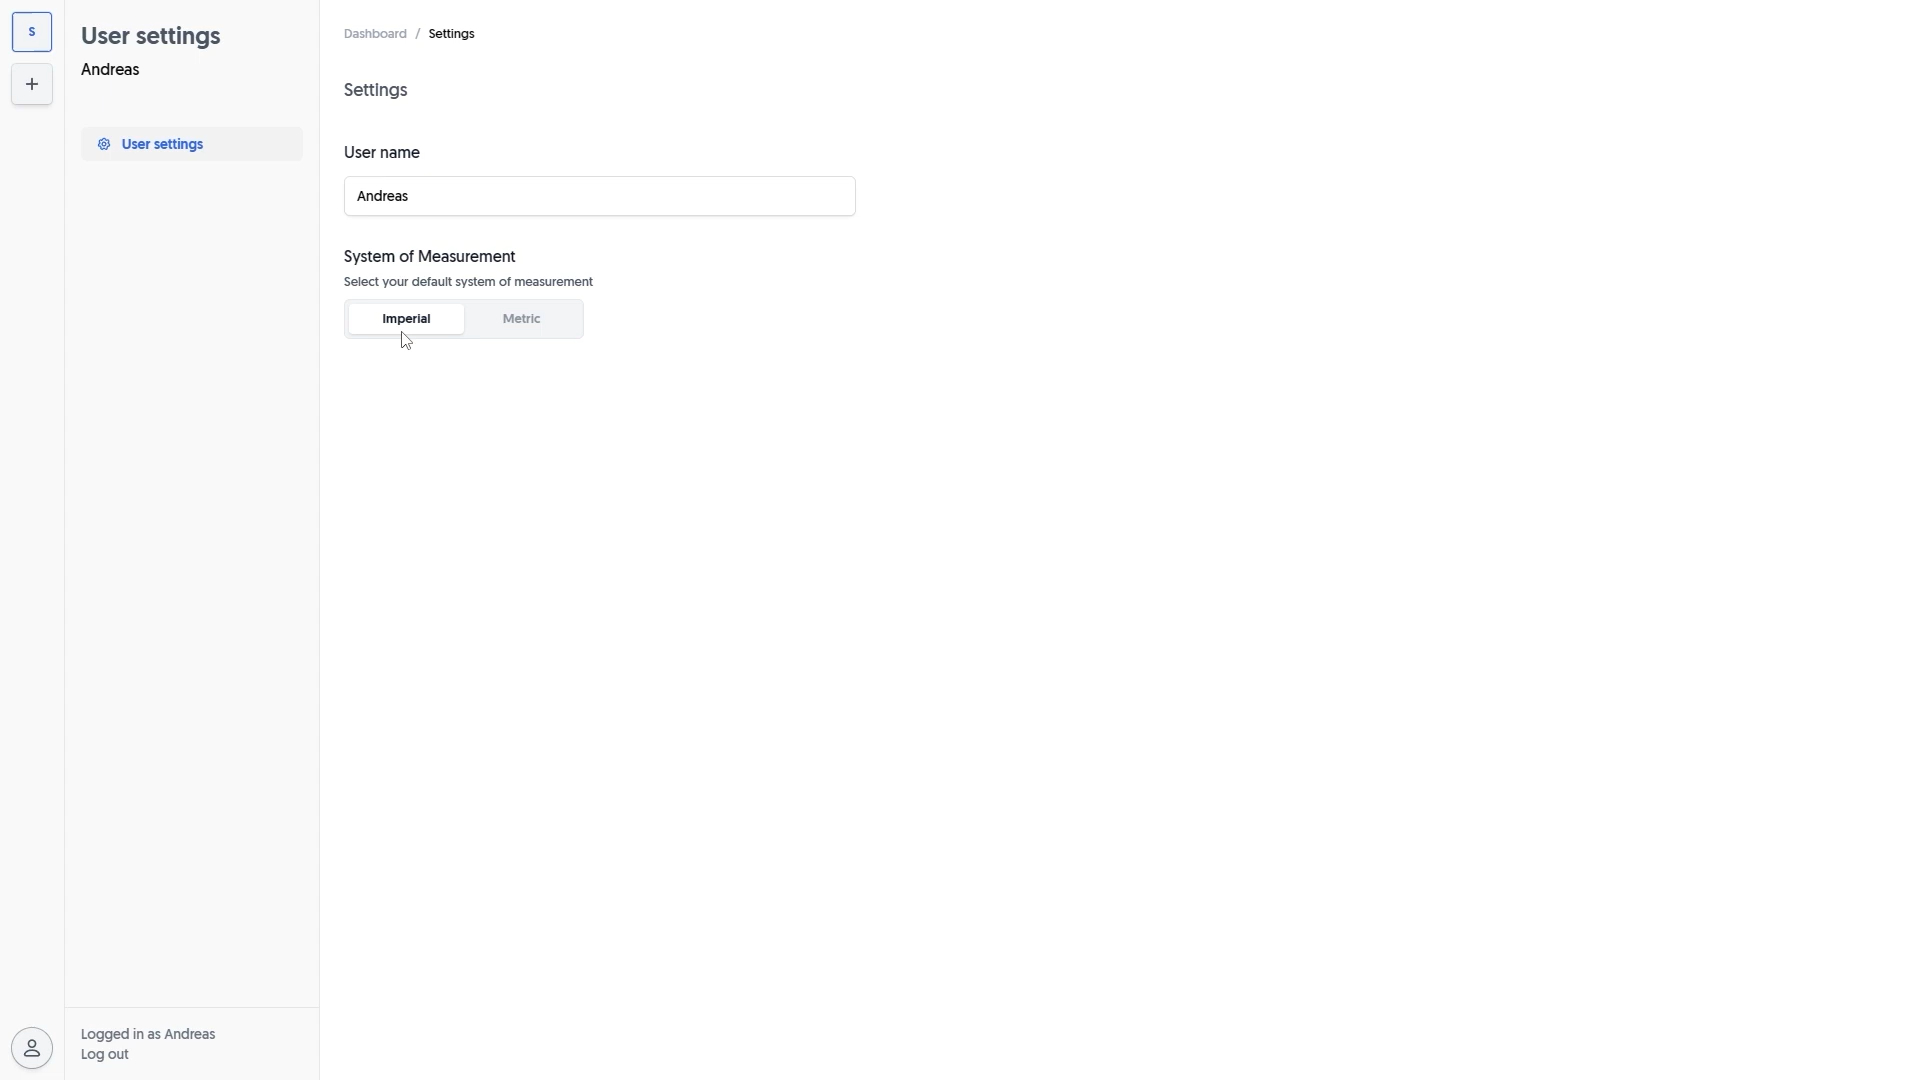 S
User settings
Andreas
User settings
Logged in as Andreas
Log out
Dashboard / Settings
Settings
User name
Andreas
System of Measurement
Select your default system of measurement
Imperial Metric